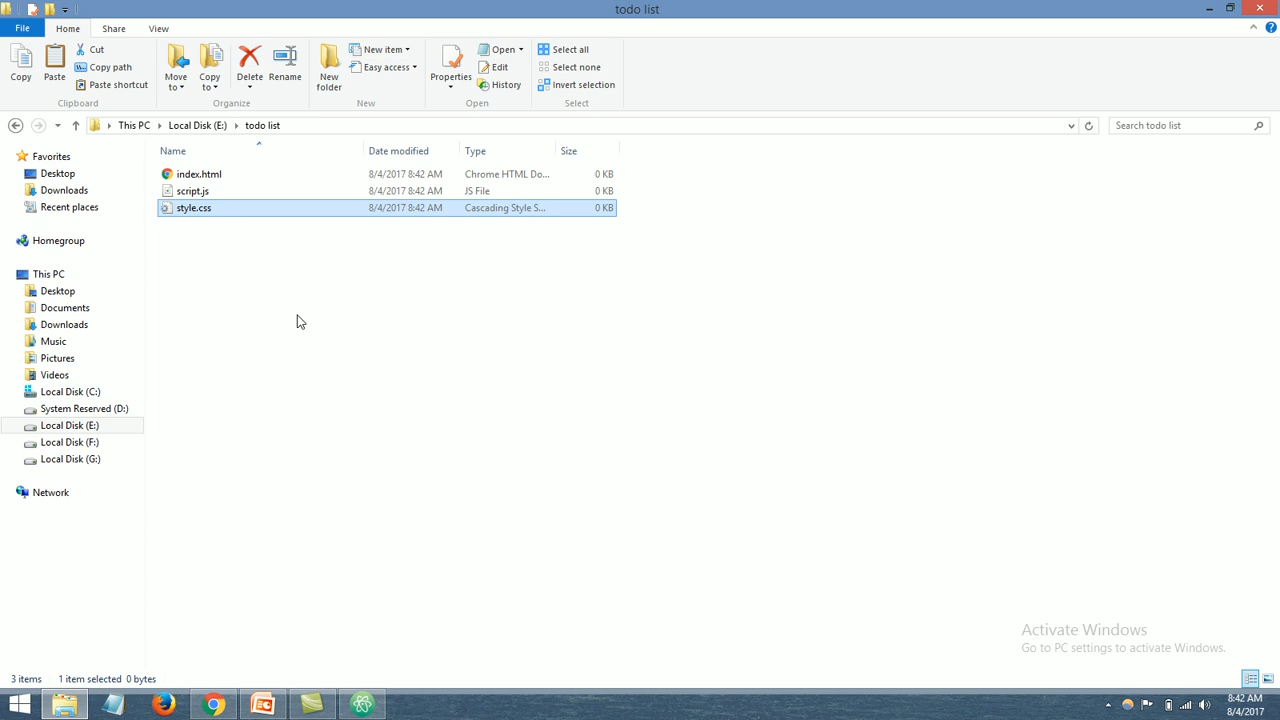 todo list
File Home Share View
Copy
Paste
Cut
Copy path
Paste shortcut
Clipboard
Move to
Copy to
Delete
Rename
Organize
New folder
New item
Easy access
New
Properties
Open
Edit
History
Open
Select all
Select none
Invert selection
Select
This PC Local Disk (E:) todo list
Search todo list
Name Date modified Type Size
index.html 8/4/2017 8:42 AM Chrome HTML Do... 0 KB
script.js 8/4/2017 8:42 AM JS File 0 KB
style.css 8/4/2017 8:42 AM Cascading Style S... 0 KB
Favorites
Desktop
Downloads
Recent places
Homegroup
This PC
Desktop
Documents
Downloads
Music
Pictures
Videos
Local Disk (C:)
System Reserved (D:)
Local Disk (E:)
Local Disk (F:)
Local Disk (G:)
Network
Activate Windows
Go to PC settings to activate Windows.
3 items 1 item selected 0 bytes
8:42 AM
8/4/2017